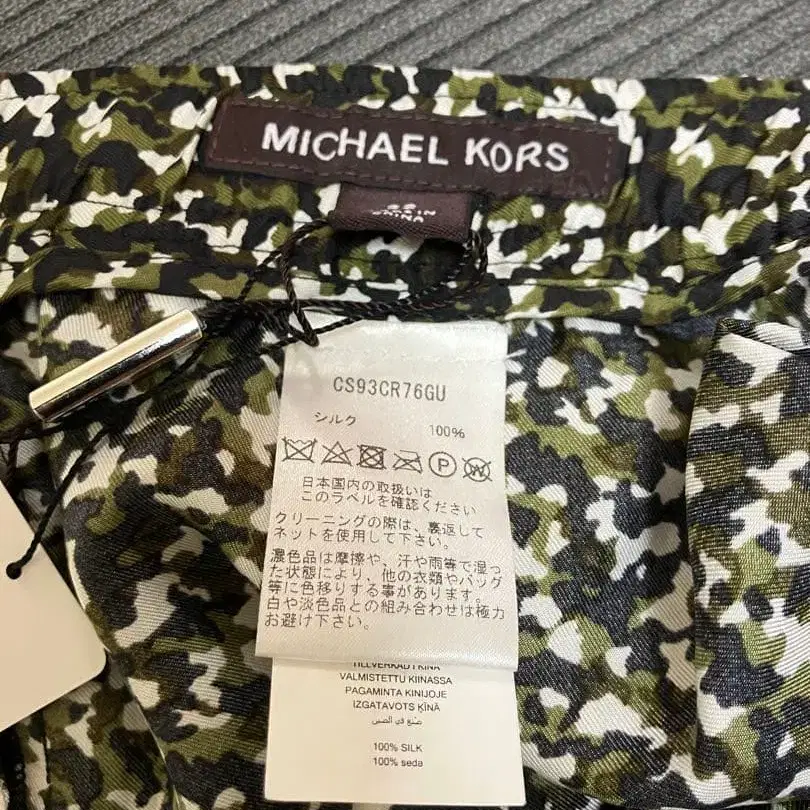 MICHAEL KORS
CHINA
CS93CR76GU
シルク 100%
P
W
日本国内の取扱いは
このラベルを確認ください
クリーニングの際は、裏返して
ネットを使用して下さい。
濃色品は摩擦や、汗や雨等で湿っ
た状態により、他の衣類やバッグ
等に色移りする事があります。
白や淡色品との組み合わせは極力
お避け下さい。
TILLVERKAD I KINA
VALMISTETTU KIINASSA
PAGAMINTA KINIJOJE
IZGATAVOTS ĶĪNĀ
صنع في الصين
100% SILK
100% seda